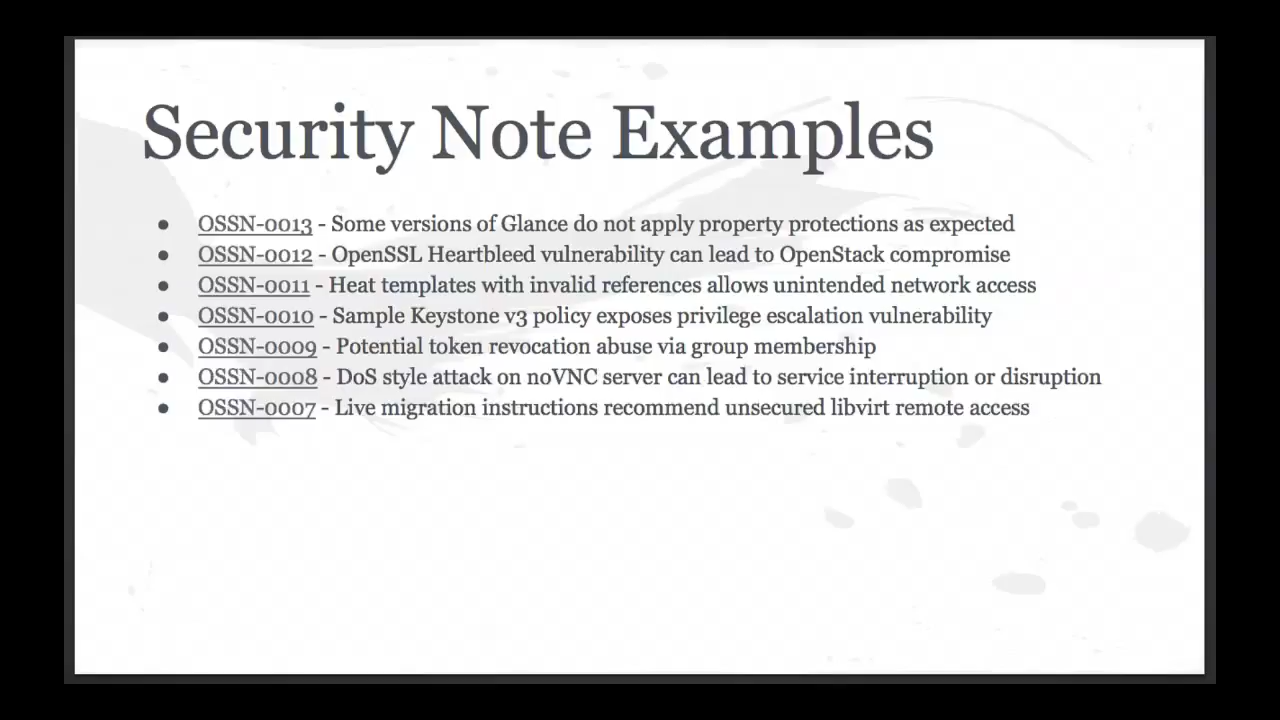 Security Note Examples
● OSSN-0013 - Some versions of Glance do not apply property protections as expected
● OSSN-0012 - OpenSSL Heartbleed vulnerability can lead to OpenStack compromise
● OSSN-0011 - Heat templates with invalid references allows unintended network access
● OSSN-0010 - Sample Keystone v3 policy exposes privilege escalation vulnerability
● OSSN-0009 - Potential token revocation abuse via group membership
● OSSN-0008 - DoS style attack on noVNC server can lead to service interruption or disruption
● OSSN-0007 - Live migration instructions recommend unsecured libvirt remote access